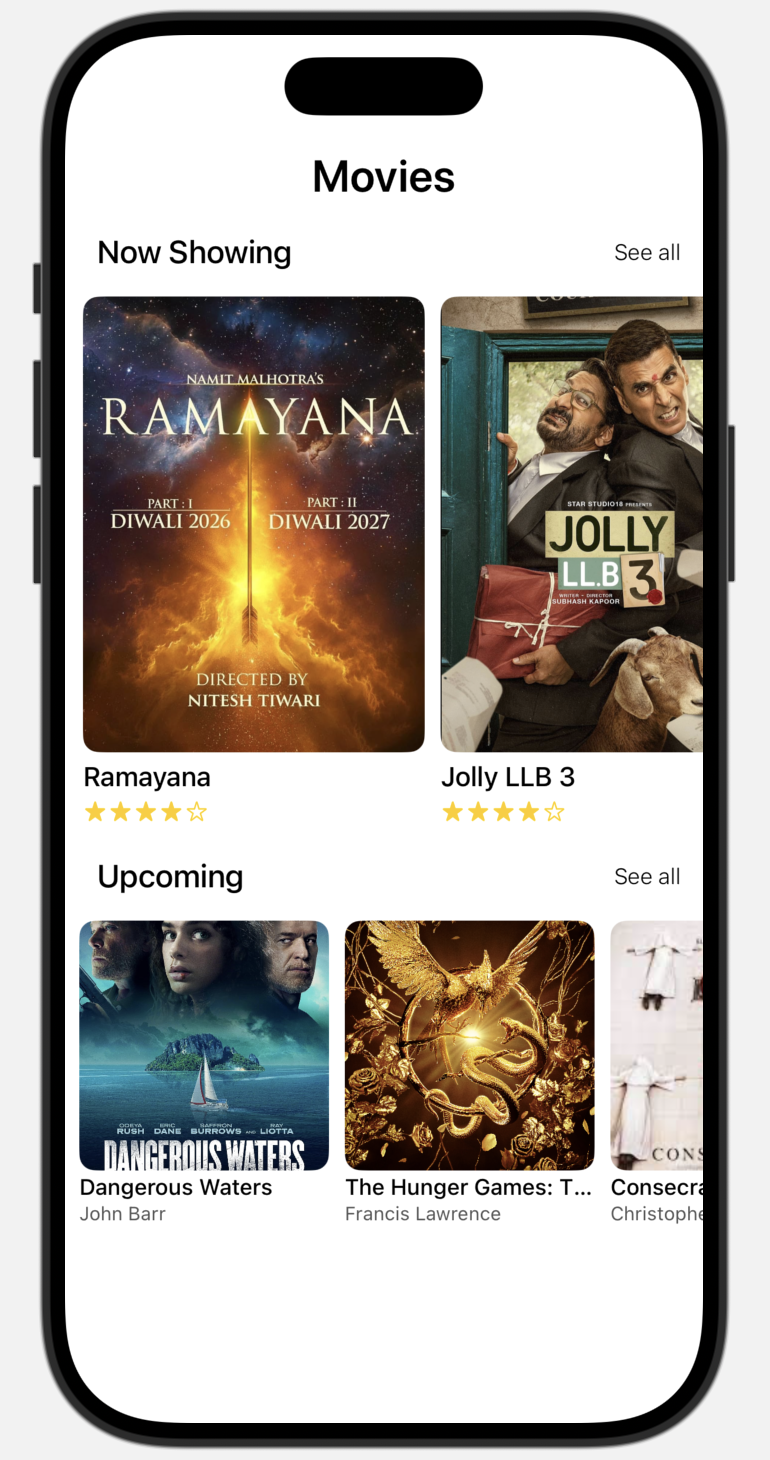 Movies
Now Showing
See all
NAMIT MALHOTRA'S
RAMAYANA
PART : I
DIWALI 2026
PART : II
DIWALI 2027
DIRECTED BY
NITESH TIWARI
STAR STUDIO18 PRESENTS
JOLLY
LL.B 3
WRITER - DIRECTOR
SUBHASH KAPOOR
Ramayana
Jolly LLB 3
Upcoming
See all
ODEYA RUSH ERIC DANE SAFFRON BURROWS AND RAY LIOTTA
DANGEROUS WATERS
CONS
Dangerous Waters
John Barr
The Hunger Games: T...
Francis Lawrence
Consecra
Christophe